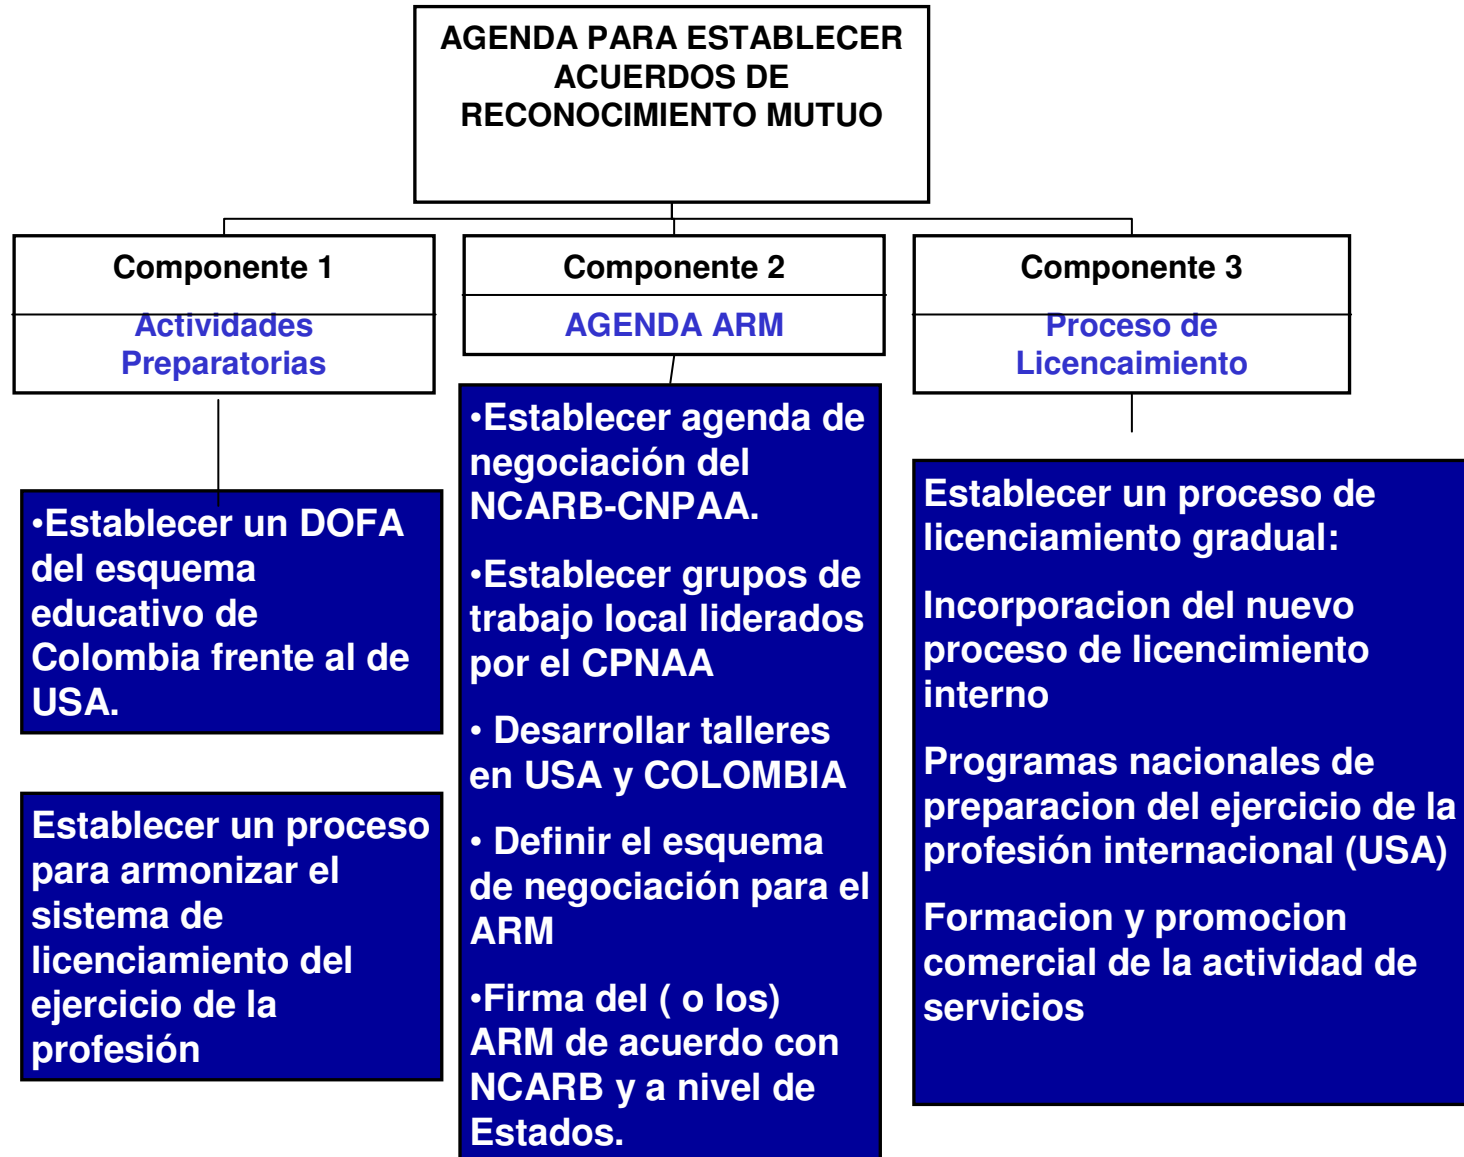 AGENDA PARA ESTABLECER
ACUERDOS DE
RECONOCIMIENTO MUTUO
Componente 1
Actividades
Preparatorias
•Establecer un DOFA
del esquema
educativo de
Colombia frente al de
USA.
Establecer un proceso
para armonizar el
sistema de
licenciamiento del
ejercicio de la
profesión
Componente 2
AGENDA ARM
•Establecer agenda de
negociación del
NCARB-CNPAA.
•Establecer grupos de
trabajo local liderados
por el CPNAA
• Desarrollar talleres
en USA y COLOMBIA
• Definir el esquema
de negociación para el
ARM
•Firma del ( o los)
ARM de acuerdo con
NCARB y a nivel de
Estados.
Componente 3
Proceso de
Licencaimiento
Establecer un proceso de
licenciamiento gradual:
Incorporacion del nuevo
proceso de licencimiento
interno
Programas nacionales de
preparacion del ejercicio de la
profesión internacional (USA)
Formacion y promocion
comercial de la actividad de
servicios